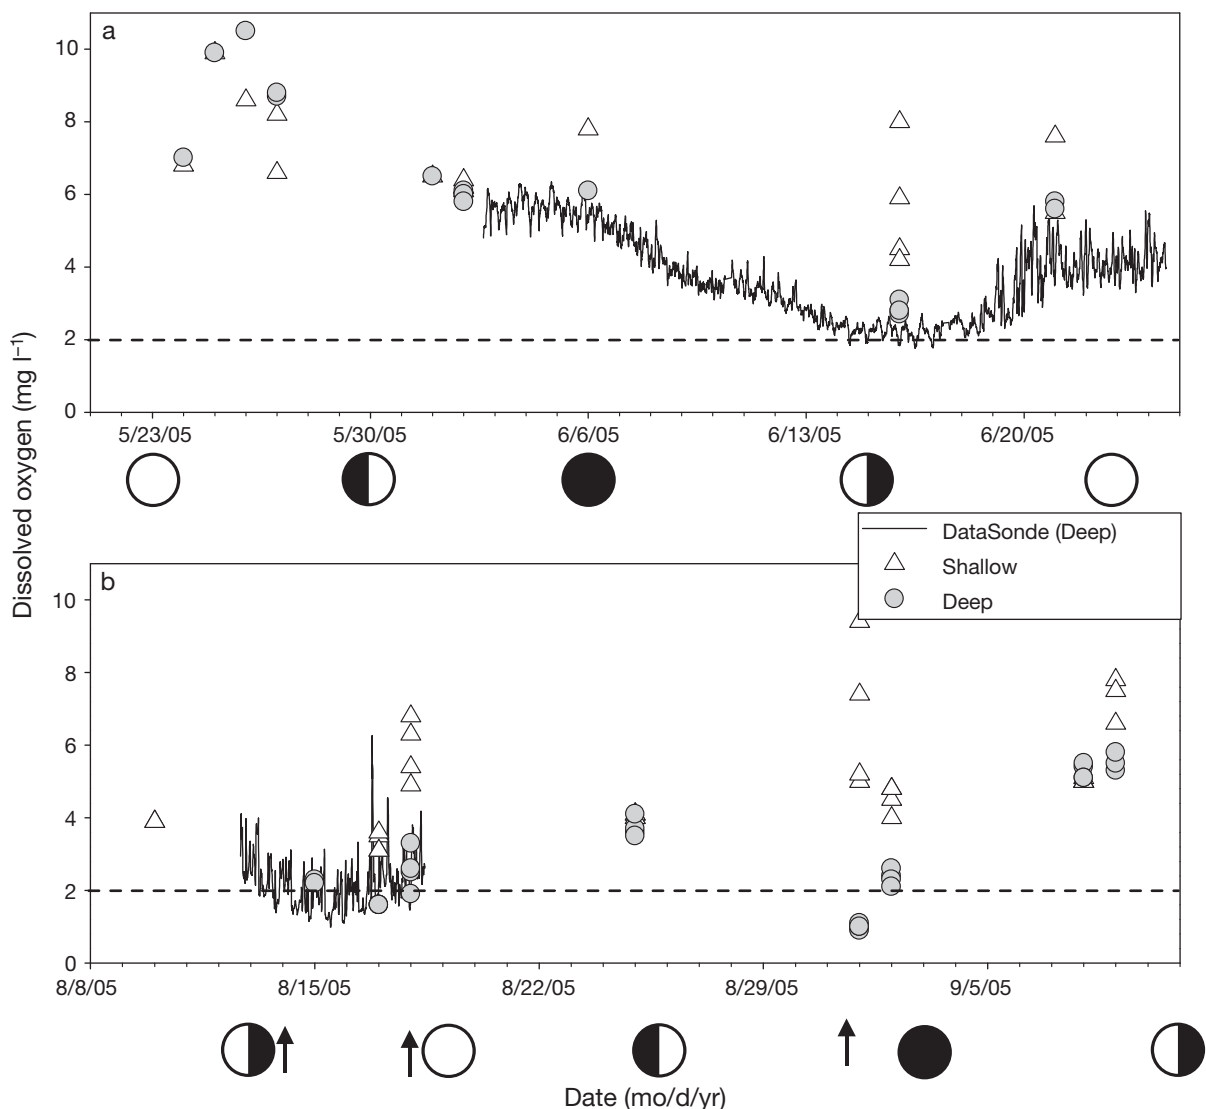 a
10
8
6
4
2
0
5/23/05 5/30/05 6/6/05 6/13/05 6/20/05
Dissolved oxygen (mg l⁻¹)
DataSonde (Deep)
Shallow
Deep
b
10
8
6
4
2
0
8/8/05 8/15/05 8/22/05 8/29/05 9/5/05
Date (mo/d/yr)